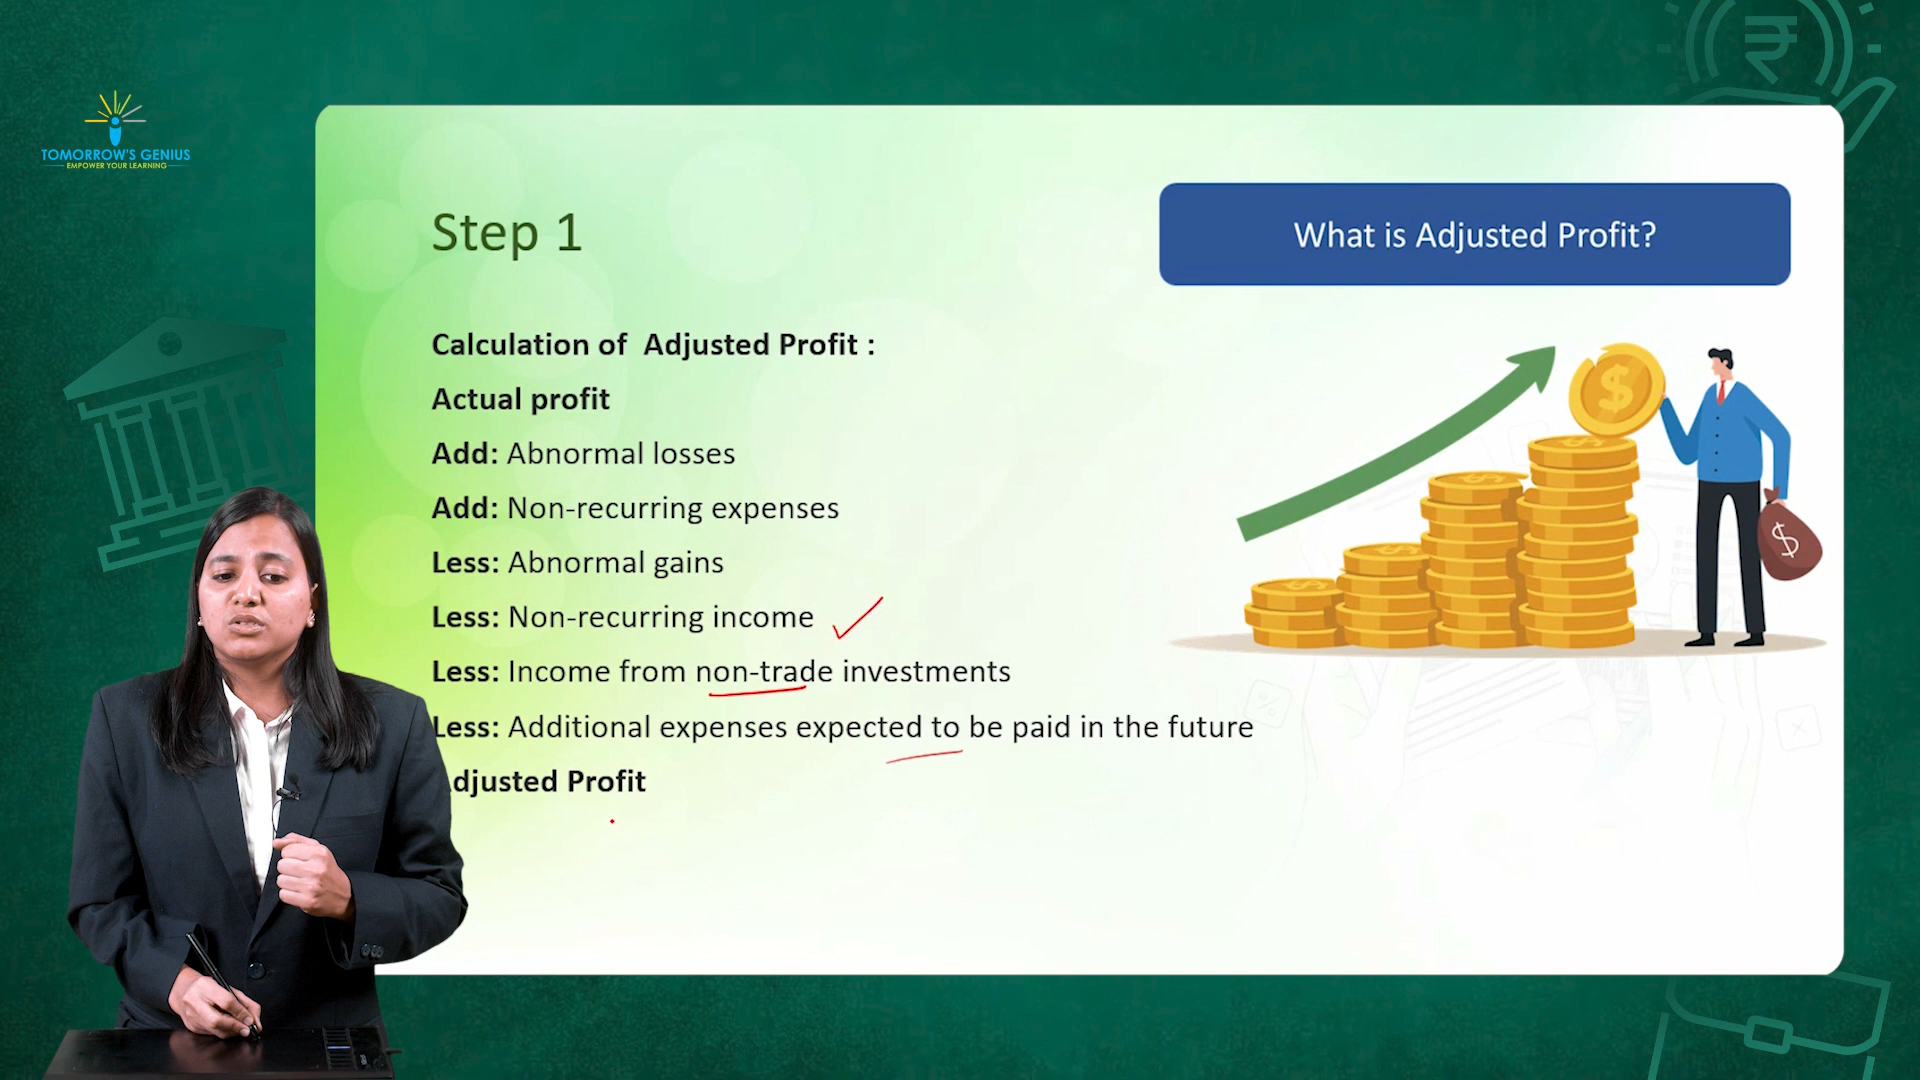 TOMORROW'S GENIUS
EMPOWER YOUR LEARNING
Step 1
What is Adjusted Profit?
Calculation of Adjusted Profit :
Actual profit
Add: Abnormal losses
Add: Non-recurring expenses
Less: Abnormal gains
Less: Non-recurring income
Less: Income from non-trade investments
Less: Additional expenses expected to be paid in the future
Adjusted Profit